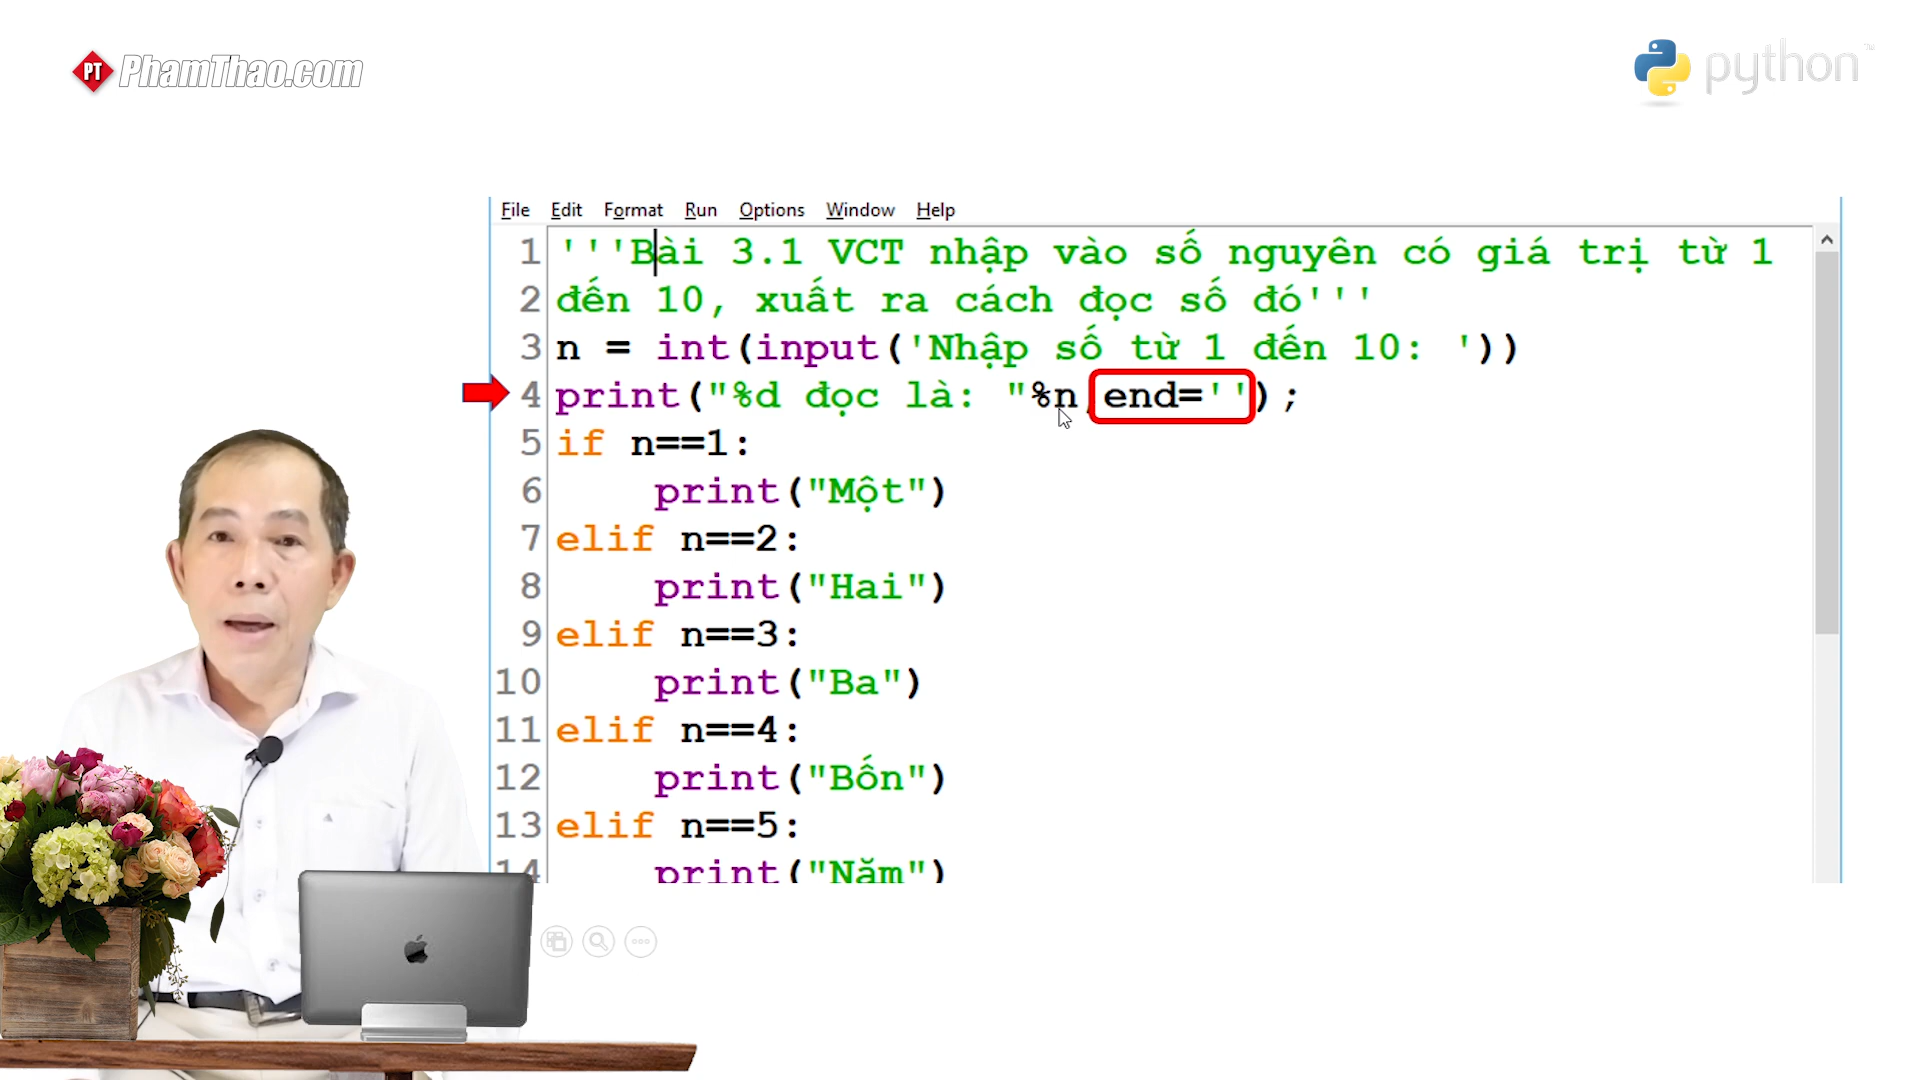 PT PhamThao.com
python™
File Edit Format Run Options Window Help
1 '''Bài 3.1 VCT nhập vào số nguyên có giá trị từ 1
2 đến 10, xuất ra cách đọc số đó'''
3 n = int(input('Nhập số từ 1 đến 10: '))
4 print("%d đọc là: "%n,end='');
5 if n==1:
6 print("Một")
7 elif n==2:
8 print("Hai")
9 elif n==3:
10 print("Ba")
11 elif n==4:
12 print("Bốn")
13 elif n==5:
14 print("Năm")